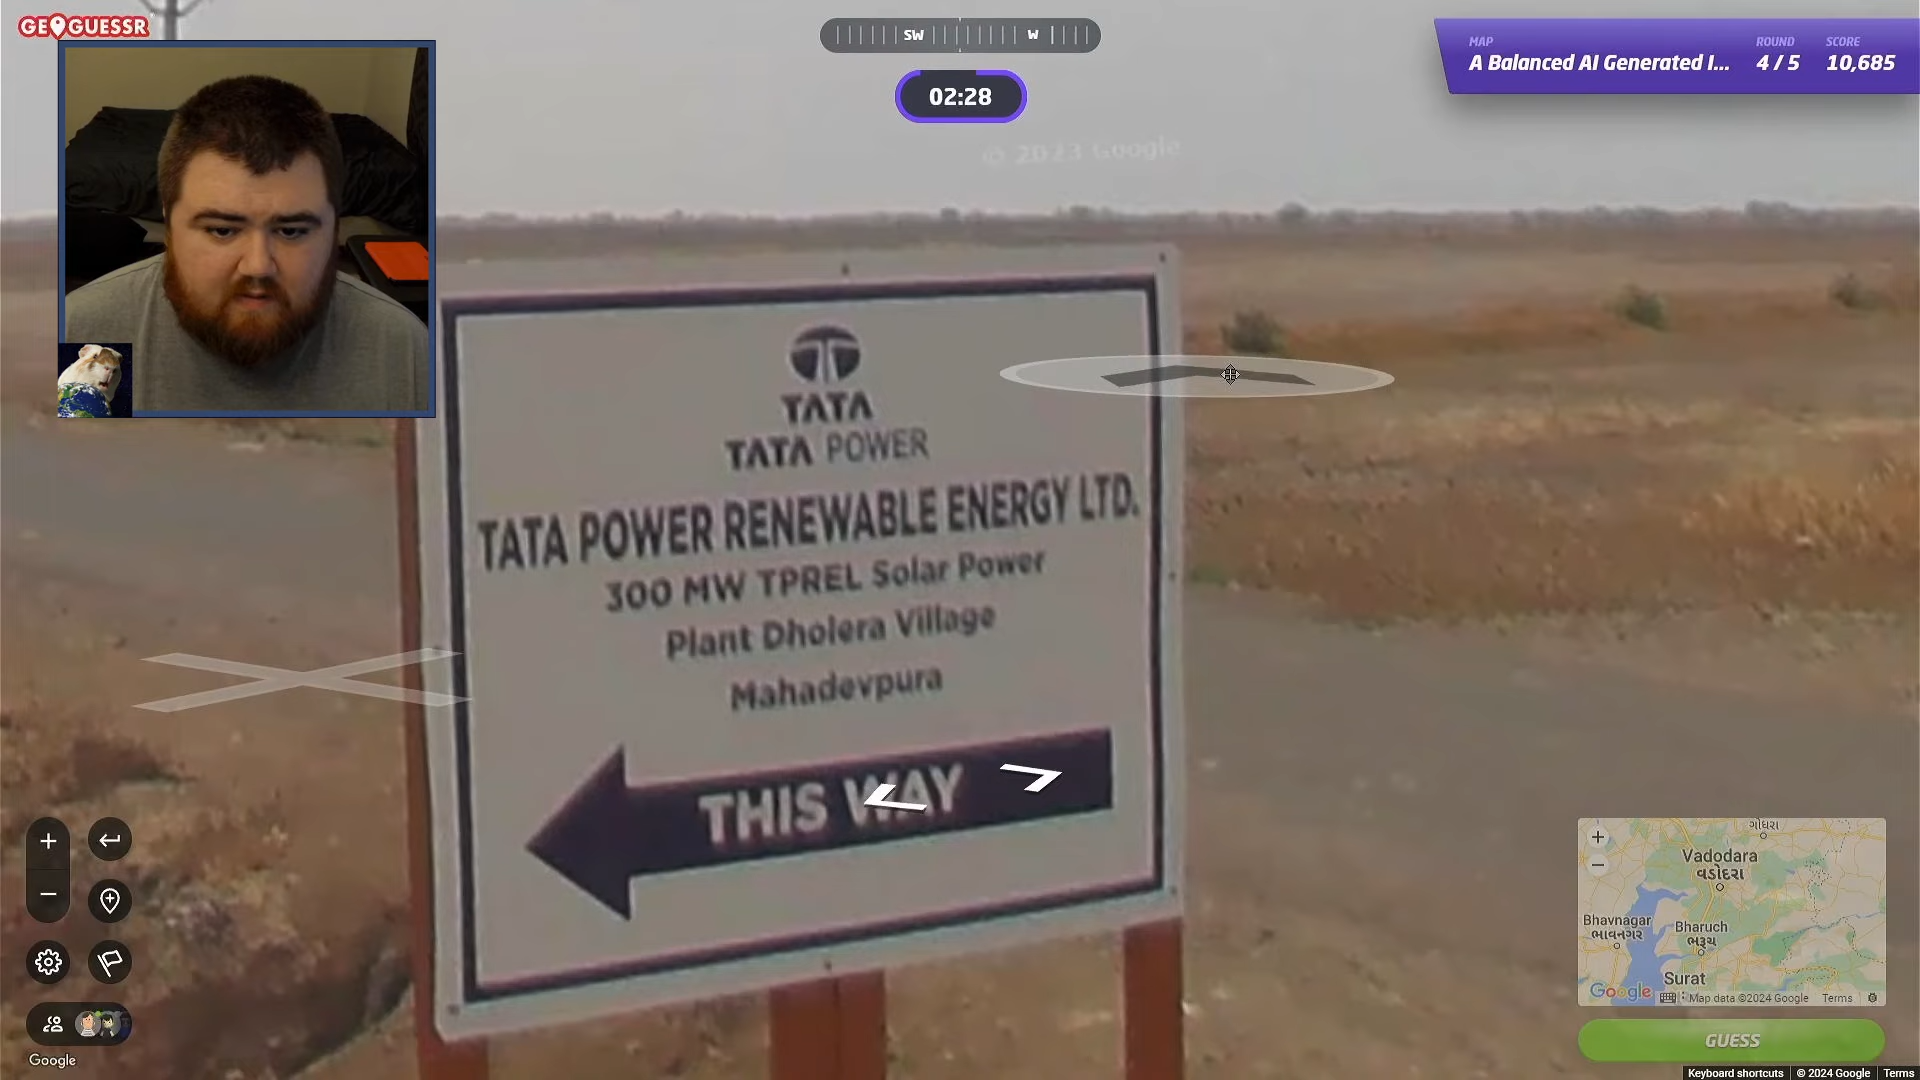 GEOGUESSR
SW
W
02:28
MAP
A Balanced AI Generated I...
ROUND
4 / 5
SCORE
10,685
© 2023 Google
TATA
TATA POWER
TATA POWER RENEWABLE ENERGY LTD.
300 MW TPREL Solar Power
Plant Dholera Village
Mahadevpura
THIS WAY
ગોધરા
Vadodara
વડોદરા
Bhavnagar
ભાવનગર
Bharuch
ભરૂચ
Surat
Google
Map data ©2024 Google
Terms
GUESS
Google
Keyboard shortcuts
© 2024 Google
Terms